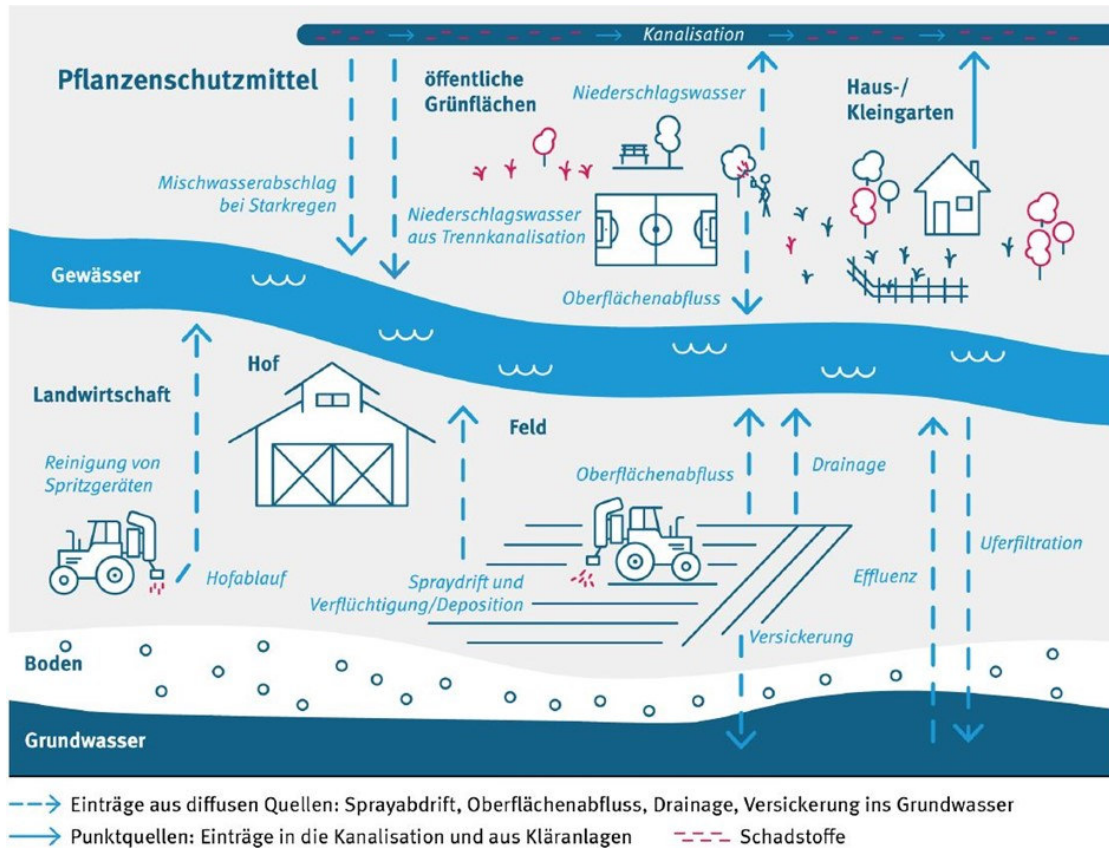 Kanalisation
Pflanzenschutzmittel
öffentliche
Grünflächen
Niederschlagswasser
Haus-/
Kleingarten
Mischwasserabschlag
bei Starkregen
Niederschlagswasser
aus Trennkanalisation
Gewässer
Oberflächenabfluss
Hof
Landwirtschaft
Feld
Reinigung von
Spritzgeräten
Oberflächenabfluss
Drainage
Uferfiltration
Hofablauf
Spraydrift und
Verflüchtigung/Deposition
Effluenz
Versickerung
Boden
Grundwasser
Einträge aus diffusen Quellen: Sprayabdrift, Oberflächenabfluss, Drainage, Versickerung ins Grundwasser
Punktquellen: Einträge in die Kanalisation und aus Kläranlagen
Schadstoffe